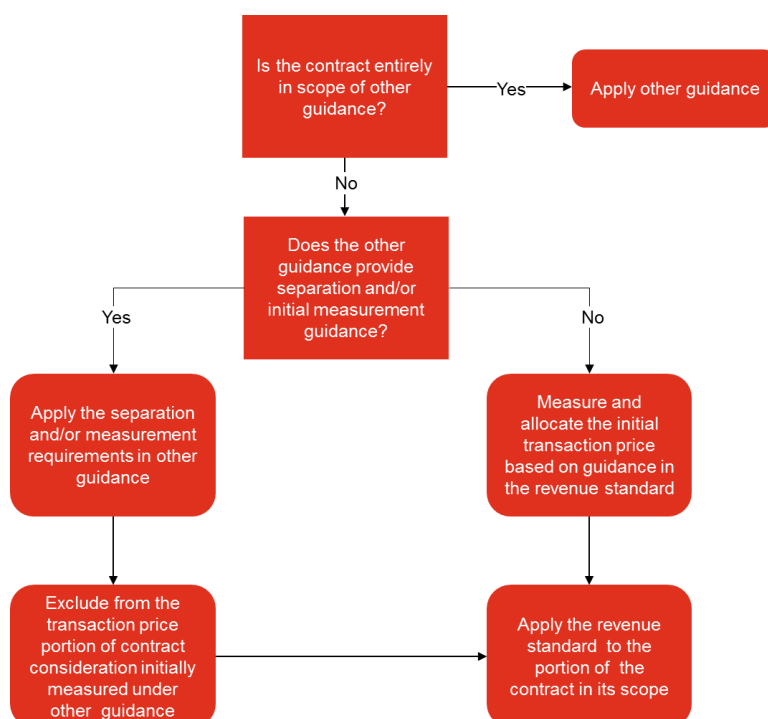 Is the contract entirely
in scope of other
guidance?
Yes
Apply other guidance
No
Does the other
guidance provide
separation and/or
initial measurement
guidance?
Yes
No
Apply the separation
and/or measurement
requirements in other
guidance
Measure and
allocate the initial
transaction price
based on guidance in
the revenue standard
Exclude from the
transaction price
portion of contract
consideration initially
measured under
other guidance
Apply the revenue
standard to the
portion of the
contract in its scope